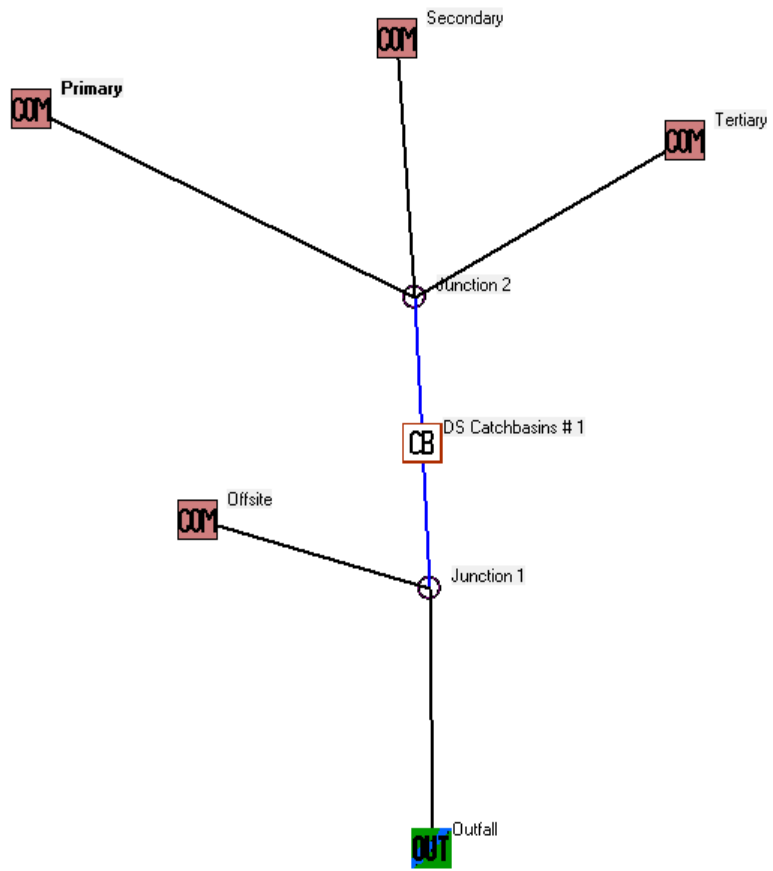 Secondary
COM
Primary
COM
Tertiary
COM
Junction 2
DS Catchbasins # 1
CB
Offsite
COM
Junction 1
Outfall
OUT